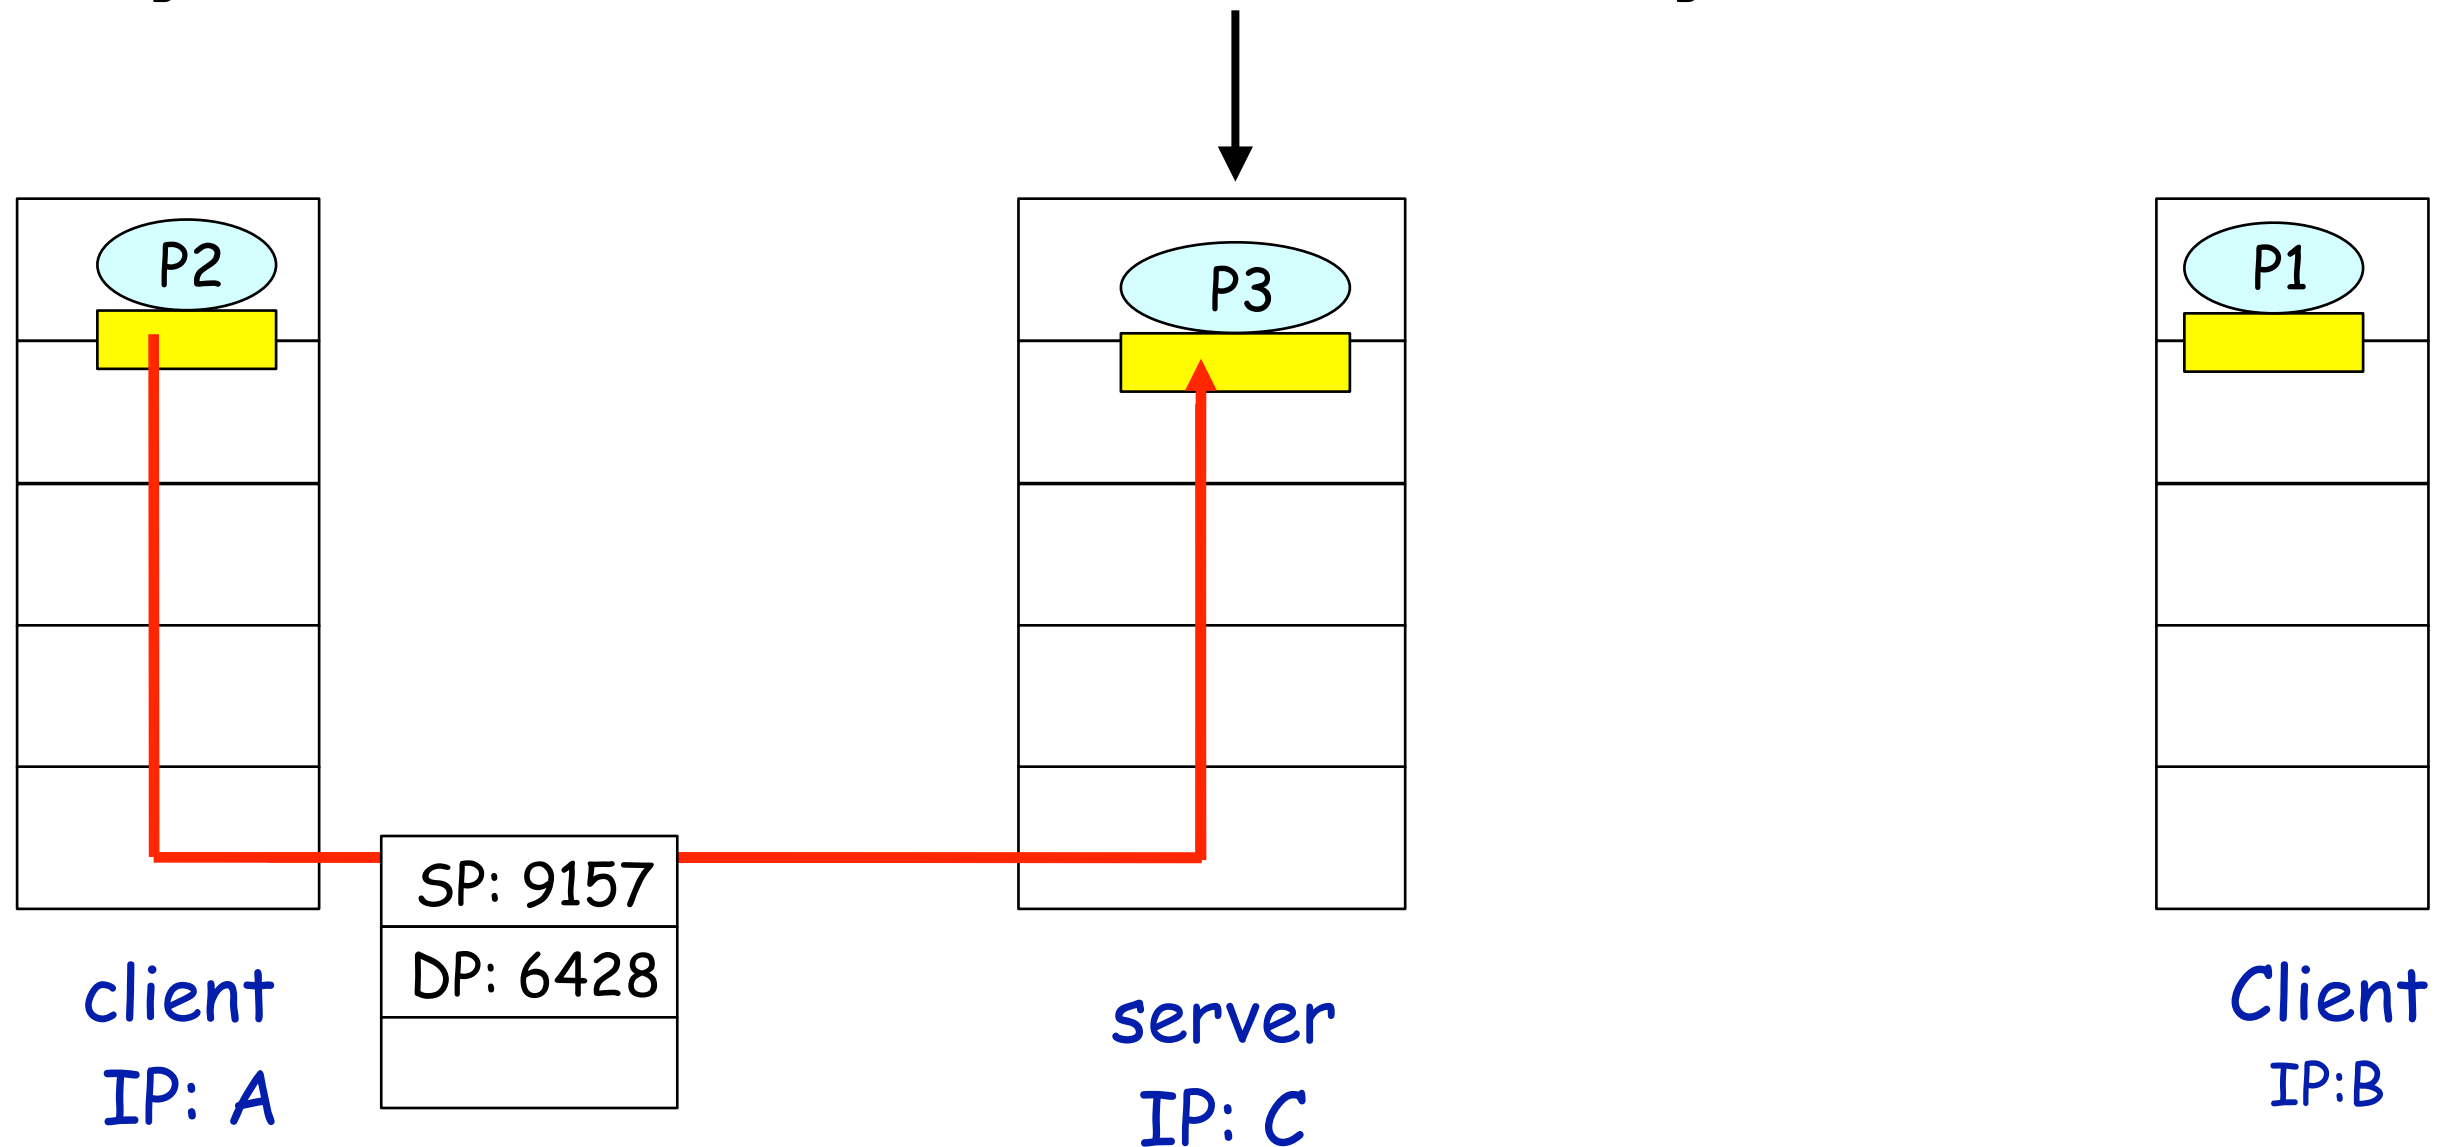 P2
P3
P1
SP: 9157
DP: 6428
client
IP: A
server
IP: C
Client
IP:B